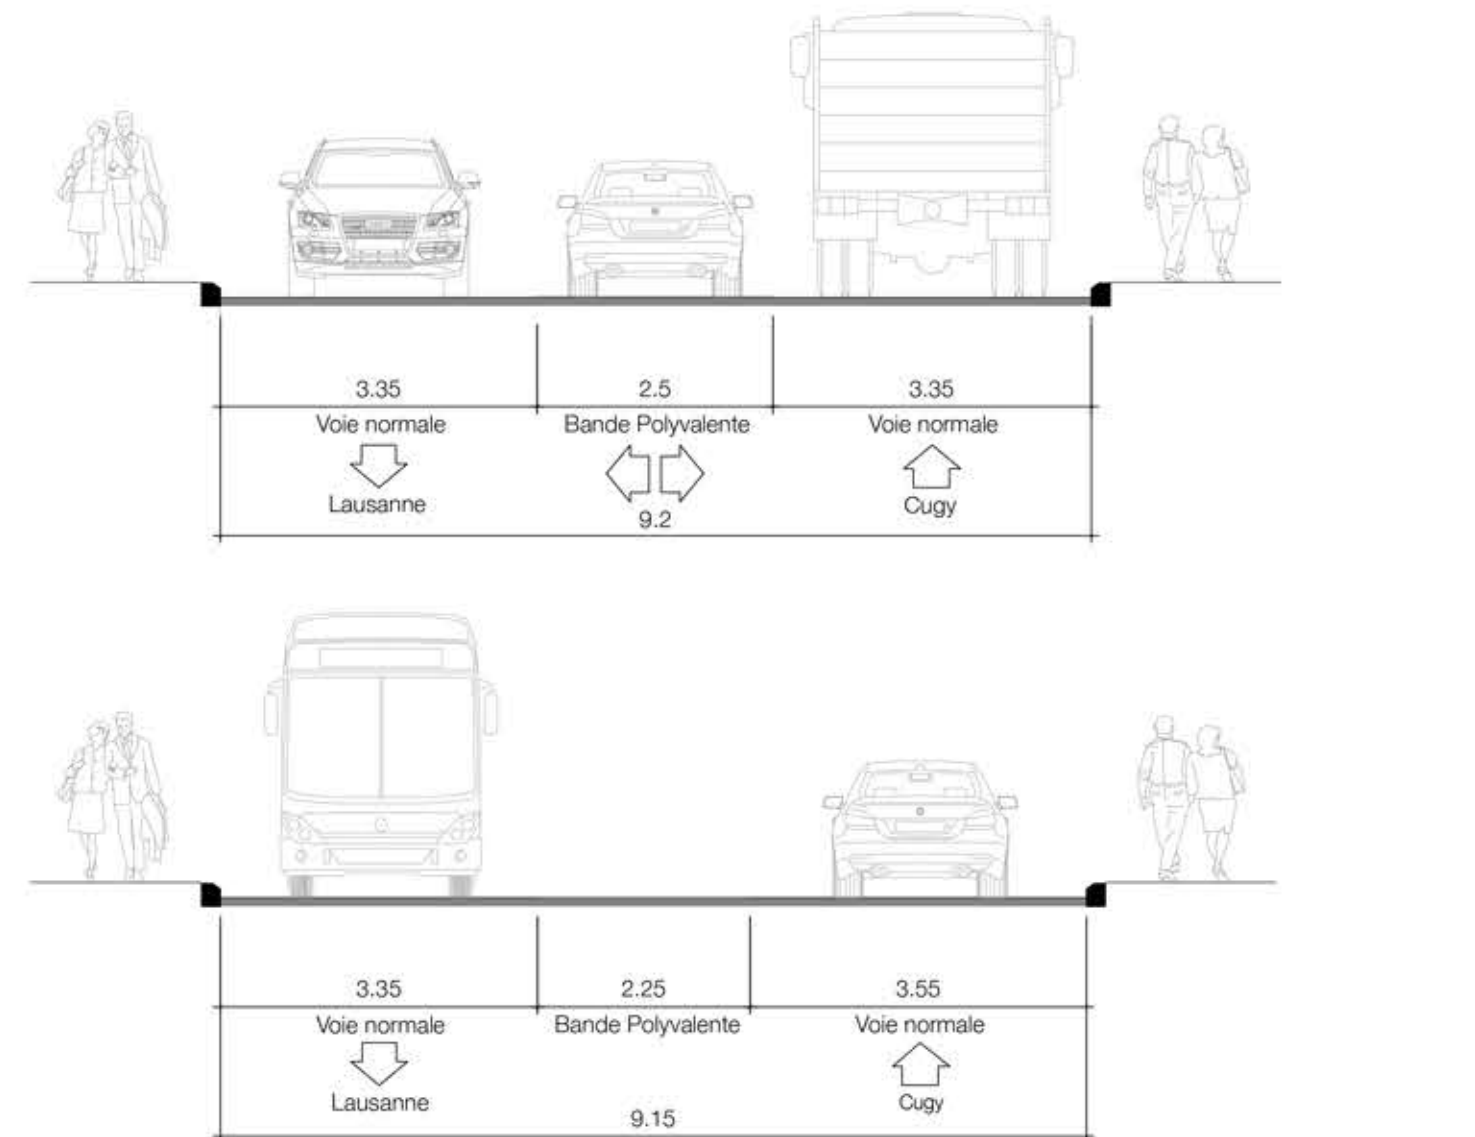 3.35 2.5 3.35
Voie normale Bande Polyvalente Voie normale
Lausanne Cugy
9.2
3.35 2.25 3.55
Voie normale Bande Polyvalente Voie normale
Lausanne Cugy
9.15